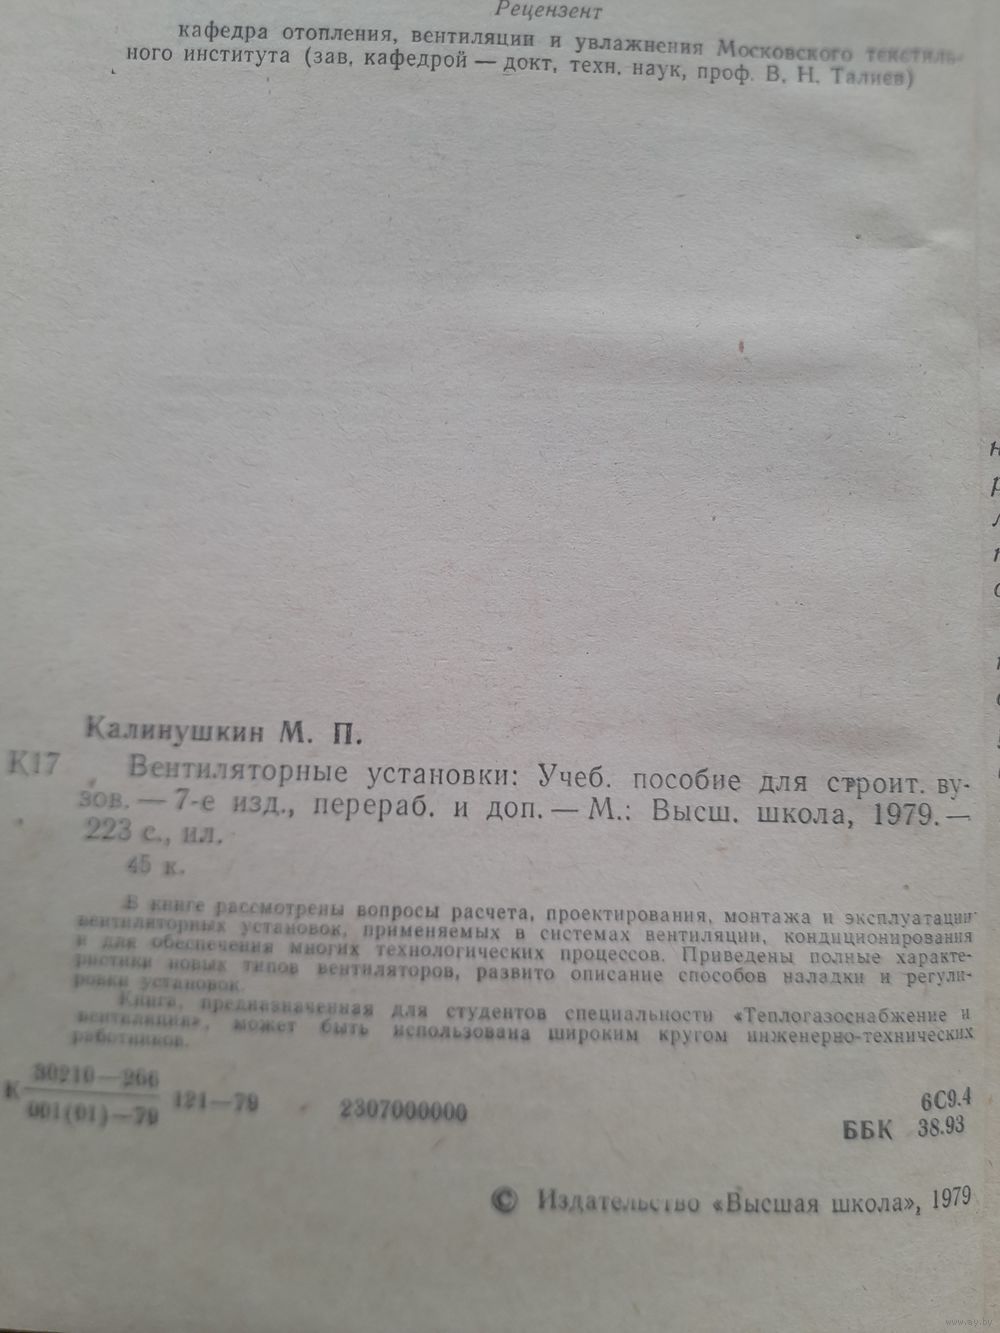 Рецензент
кафедра отопления, вентиляции и увлажнения Московского текстиль-
ного института (зав. кафедрой — докт. техн. наук, проф. В. Н. Талиев)
Калинушкин М. П.
К17 Вентиляторные установки: Учеб. пособие для строит. ву-
зов. — 7-е изд., перераб. и доп. — М.: Высш. школа, 1979. —
223 с., ил.
45 к.
В книге рассмотрены вопросы расчета, проектирования, монтажа и эксплуатации
вентиляторных установок, применяемых в системах вентиляции, кондиционирования
и для обеспечения многих технологических процессов. Приведены полные характе-
ристики новых типов вентиляторов, развито описание способов наладки и регули-
ровки установок.
Книга, предназначенная для студентов специальности «Теплогазоснабжение и
вентиляция», может быть использована широким кругом инженерно-технических
работников.
К 30210—266
001(01)—79 121—79 2307000000
6С9.4
ББК 38.93
© Издательство «Высшая школа», 1979
www.ay.by